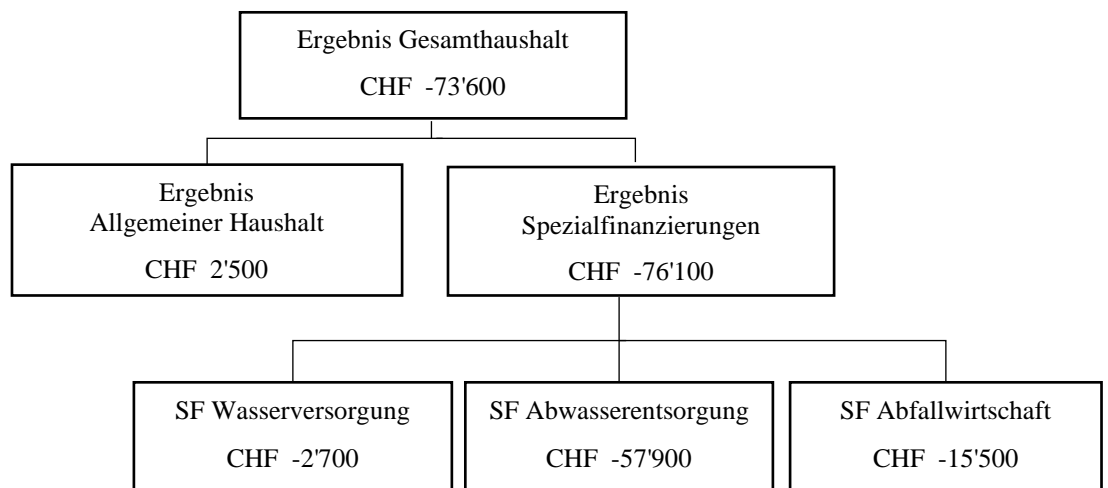 Ergebnis Gesamthaushalt
CHF -73'600
Ergebnis
Allgemeiner Haushalt
CHF 2'500
Ergebnis
Spezialfinanzierungen
CHF -76'100
SF Wasserversorgung
CHF -2'700
SF Abwasserentsorgung
CHF -57'900
SF Abfallwirtschaft
CHF -15'500